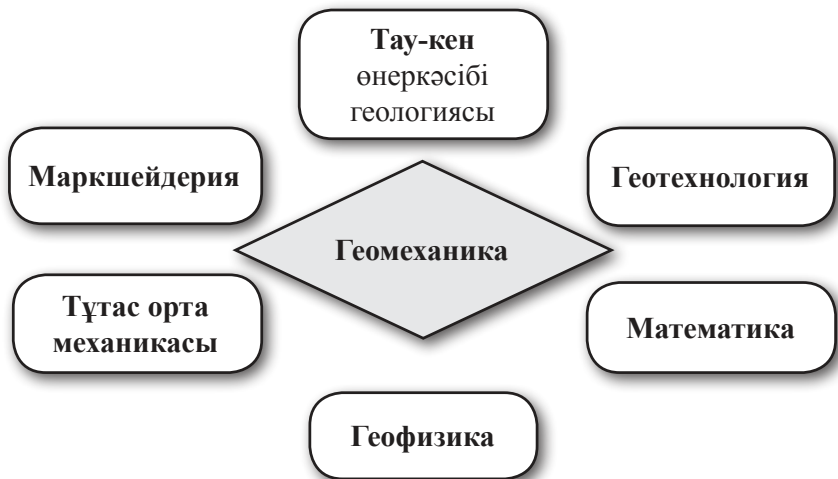 Тау-кен
өнеркәсібі
геологиясы
Маркшейдерия
Геотехнология
Геомеханика
Тұтас орта
механикасы
Математика
Геофизика